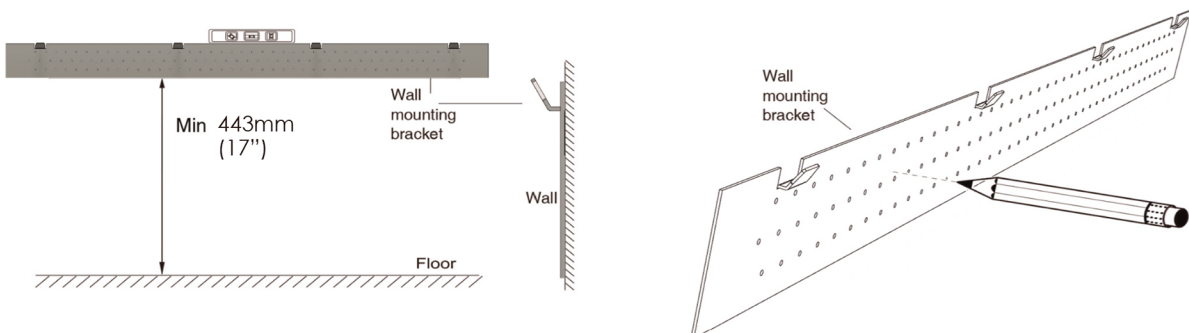 Min 443mm
(17”)
Wall
mounting
bracket
Wall
Floor
Wall
mounting
bracket